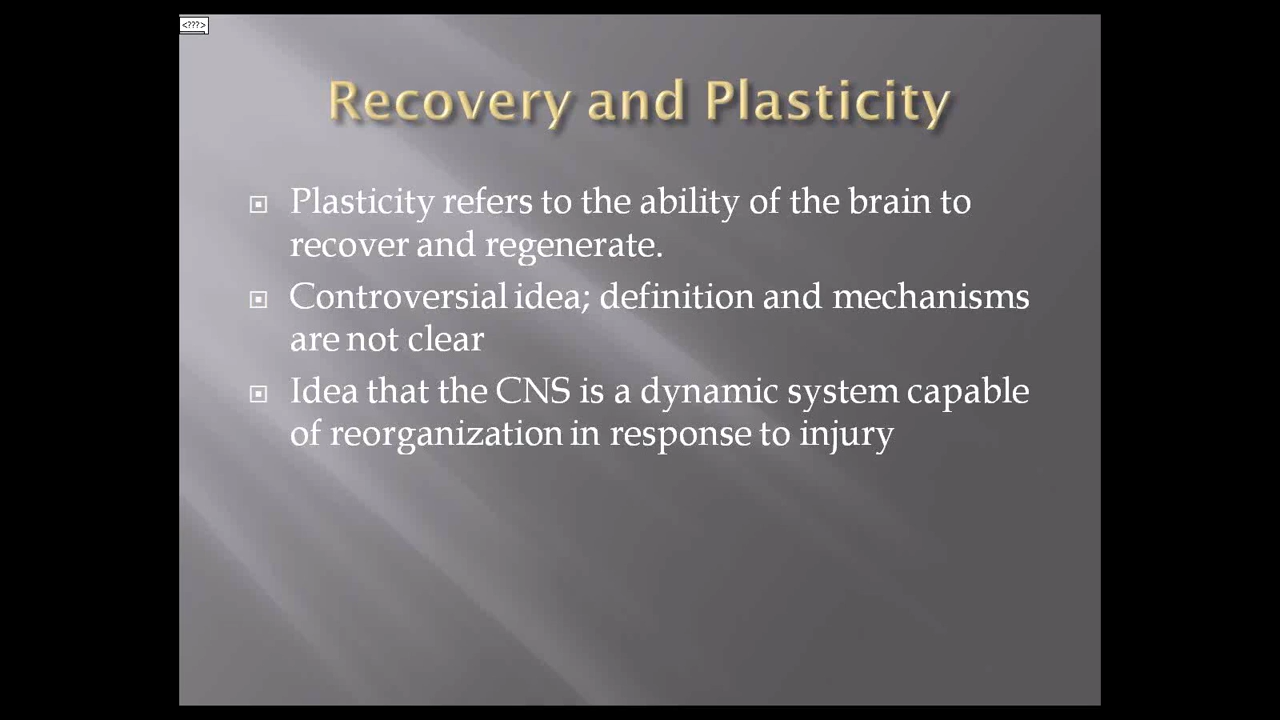 <???>
Recovery and Plasticity
Plasticity refers to the ability of the brain to
recover and regenerate.
Controversial idea; definition and mechanisms
are not clear
Idea that the CNS is a dynamic system capable
of reorganization in response to injury